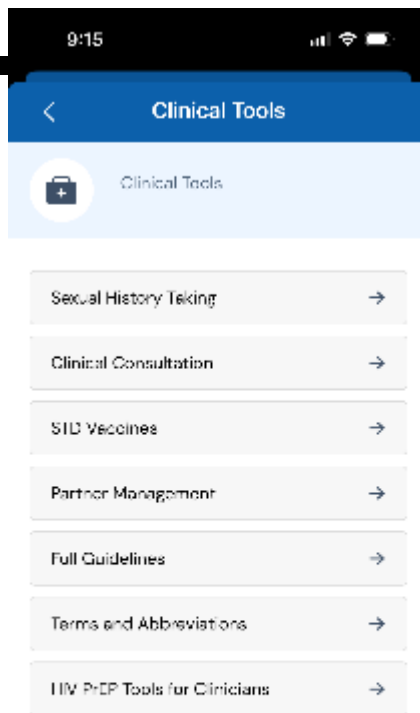 9:15
Clinical Tools
Clinical Tools
Sexual History Taking
Clinical Consultation
STD Vaccines
Partner Management
Full Guidelines
Terms and Abbreviations
HIV PrEP Tools for Clinicians